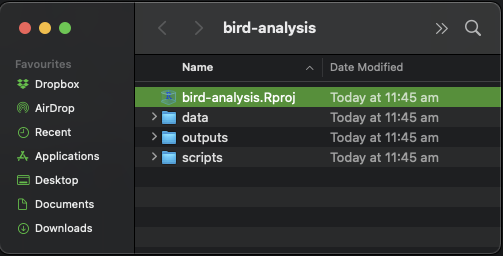 bird-analysis
Favourites
Dropbox
AirDrop
Recent
Applications
Desktop
Documents
Downloads
Name Date Modified
bird-analysis.Rproj Today at 11:45 am
data Today at 11:45 am
outputs Today at 11:45 am
scripts Today at 11:45 am